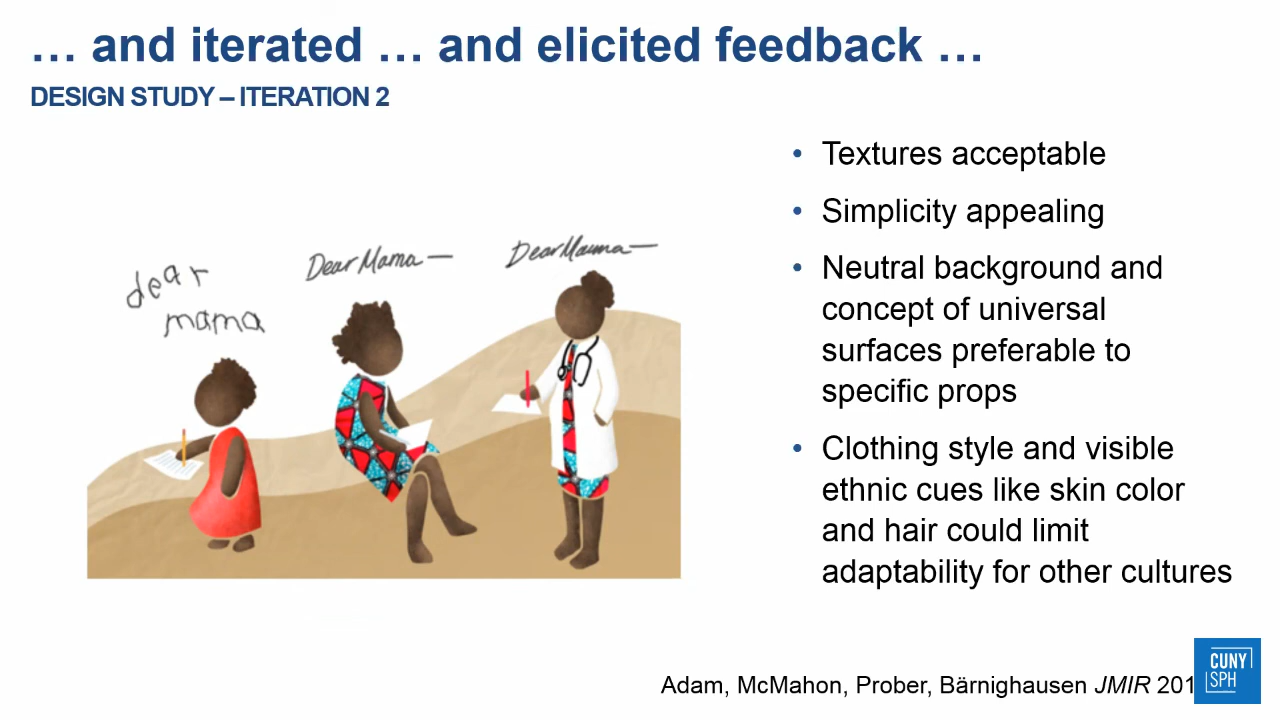 … and iterated … and elicited feedback …
DESIGN STUDY – ITERATION 2
• Textures acceptable
• Simplicity appealing
• Neutral background and
concept of universal
surfaces preferable to
specific props
• Clothing style and visible
ethnic cues like skin color
and hair could limit
adaptability for other cultures
dear
mama
Dear Mama —
Dear Mama —
Adam, McMahon, Prober, Bärnighausen JMIR 201
CUNY
SPH